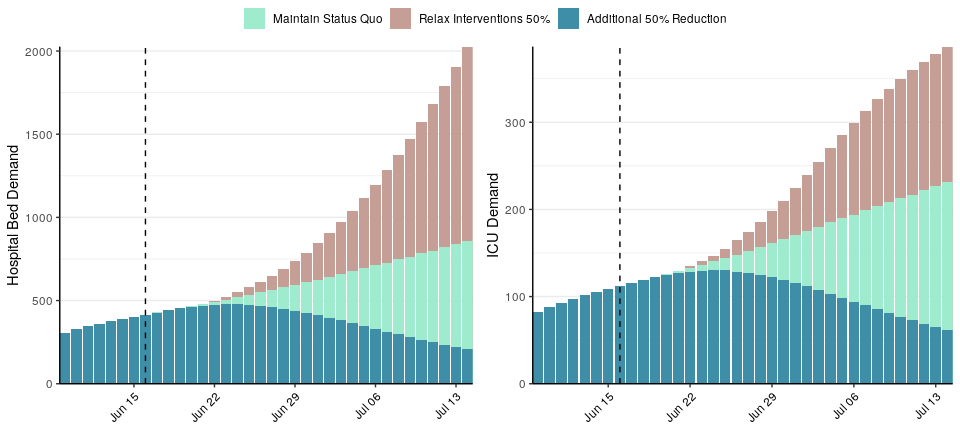 Maintain Status Quo Relax Interventions 50% Additional 50% Reduction
Hospital Bed Demand
2000
1500
1000
500
0
Jun 15 Jun 22 Jun 29 Jul 06 Jul 13
ICU Demand
300
200
100
0
Jun 15 Jun 22 Jun 29 Jul 06 Jul 13